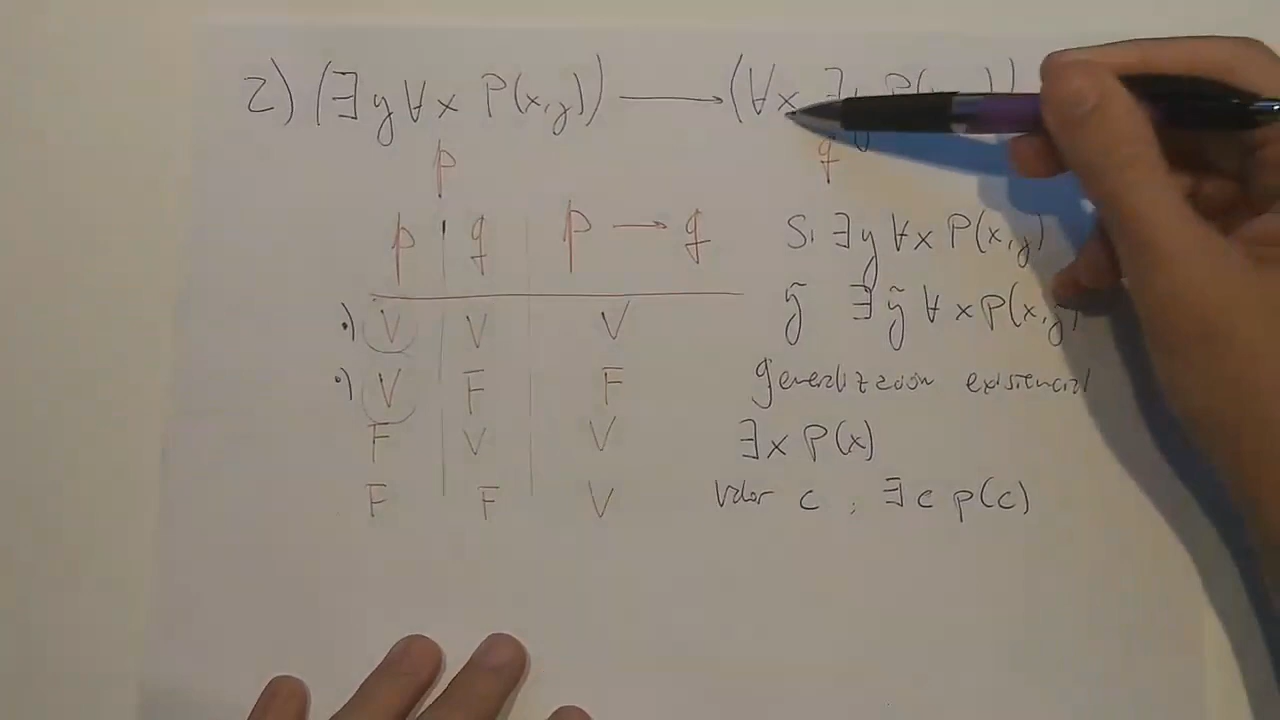 2) (∃ y ∀ x P(x,y)) ⟶ (∀ x ∃ y P(x,y))
p q
p q p → q
Si ∃ y ∀ x P(x,y)
•) V V V
ỹ ∃ ỹ ∀ x P(x,y)
•) V F F
generalización existencial
F V V
∃ x P(x)
F F V
Valor c , ∃ c p(c)